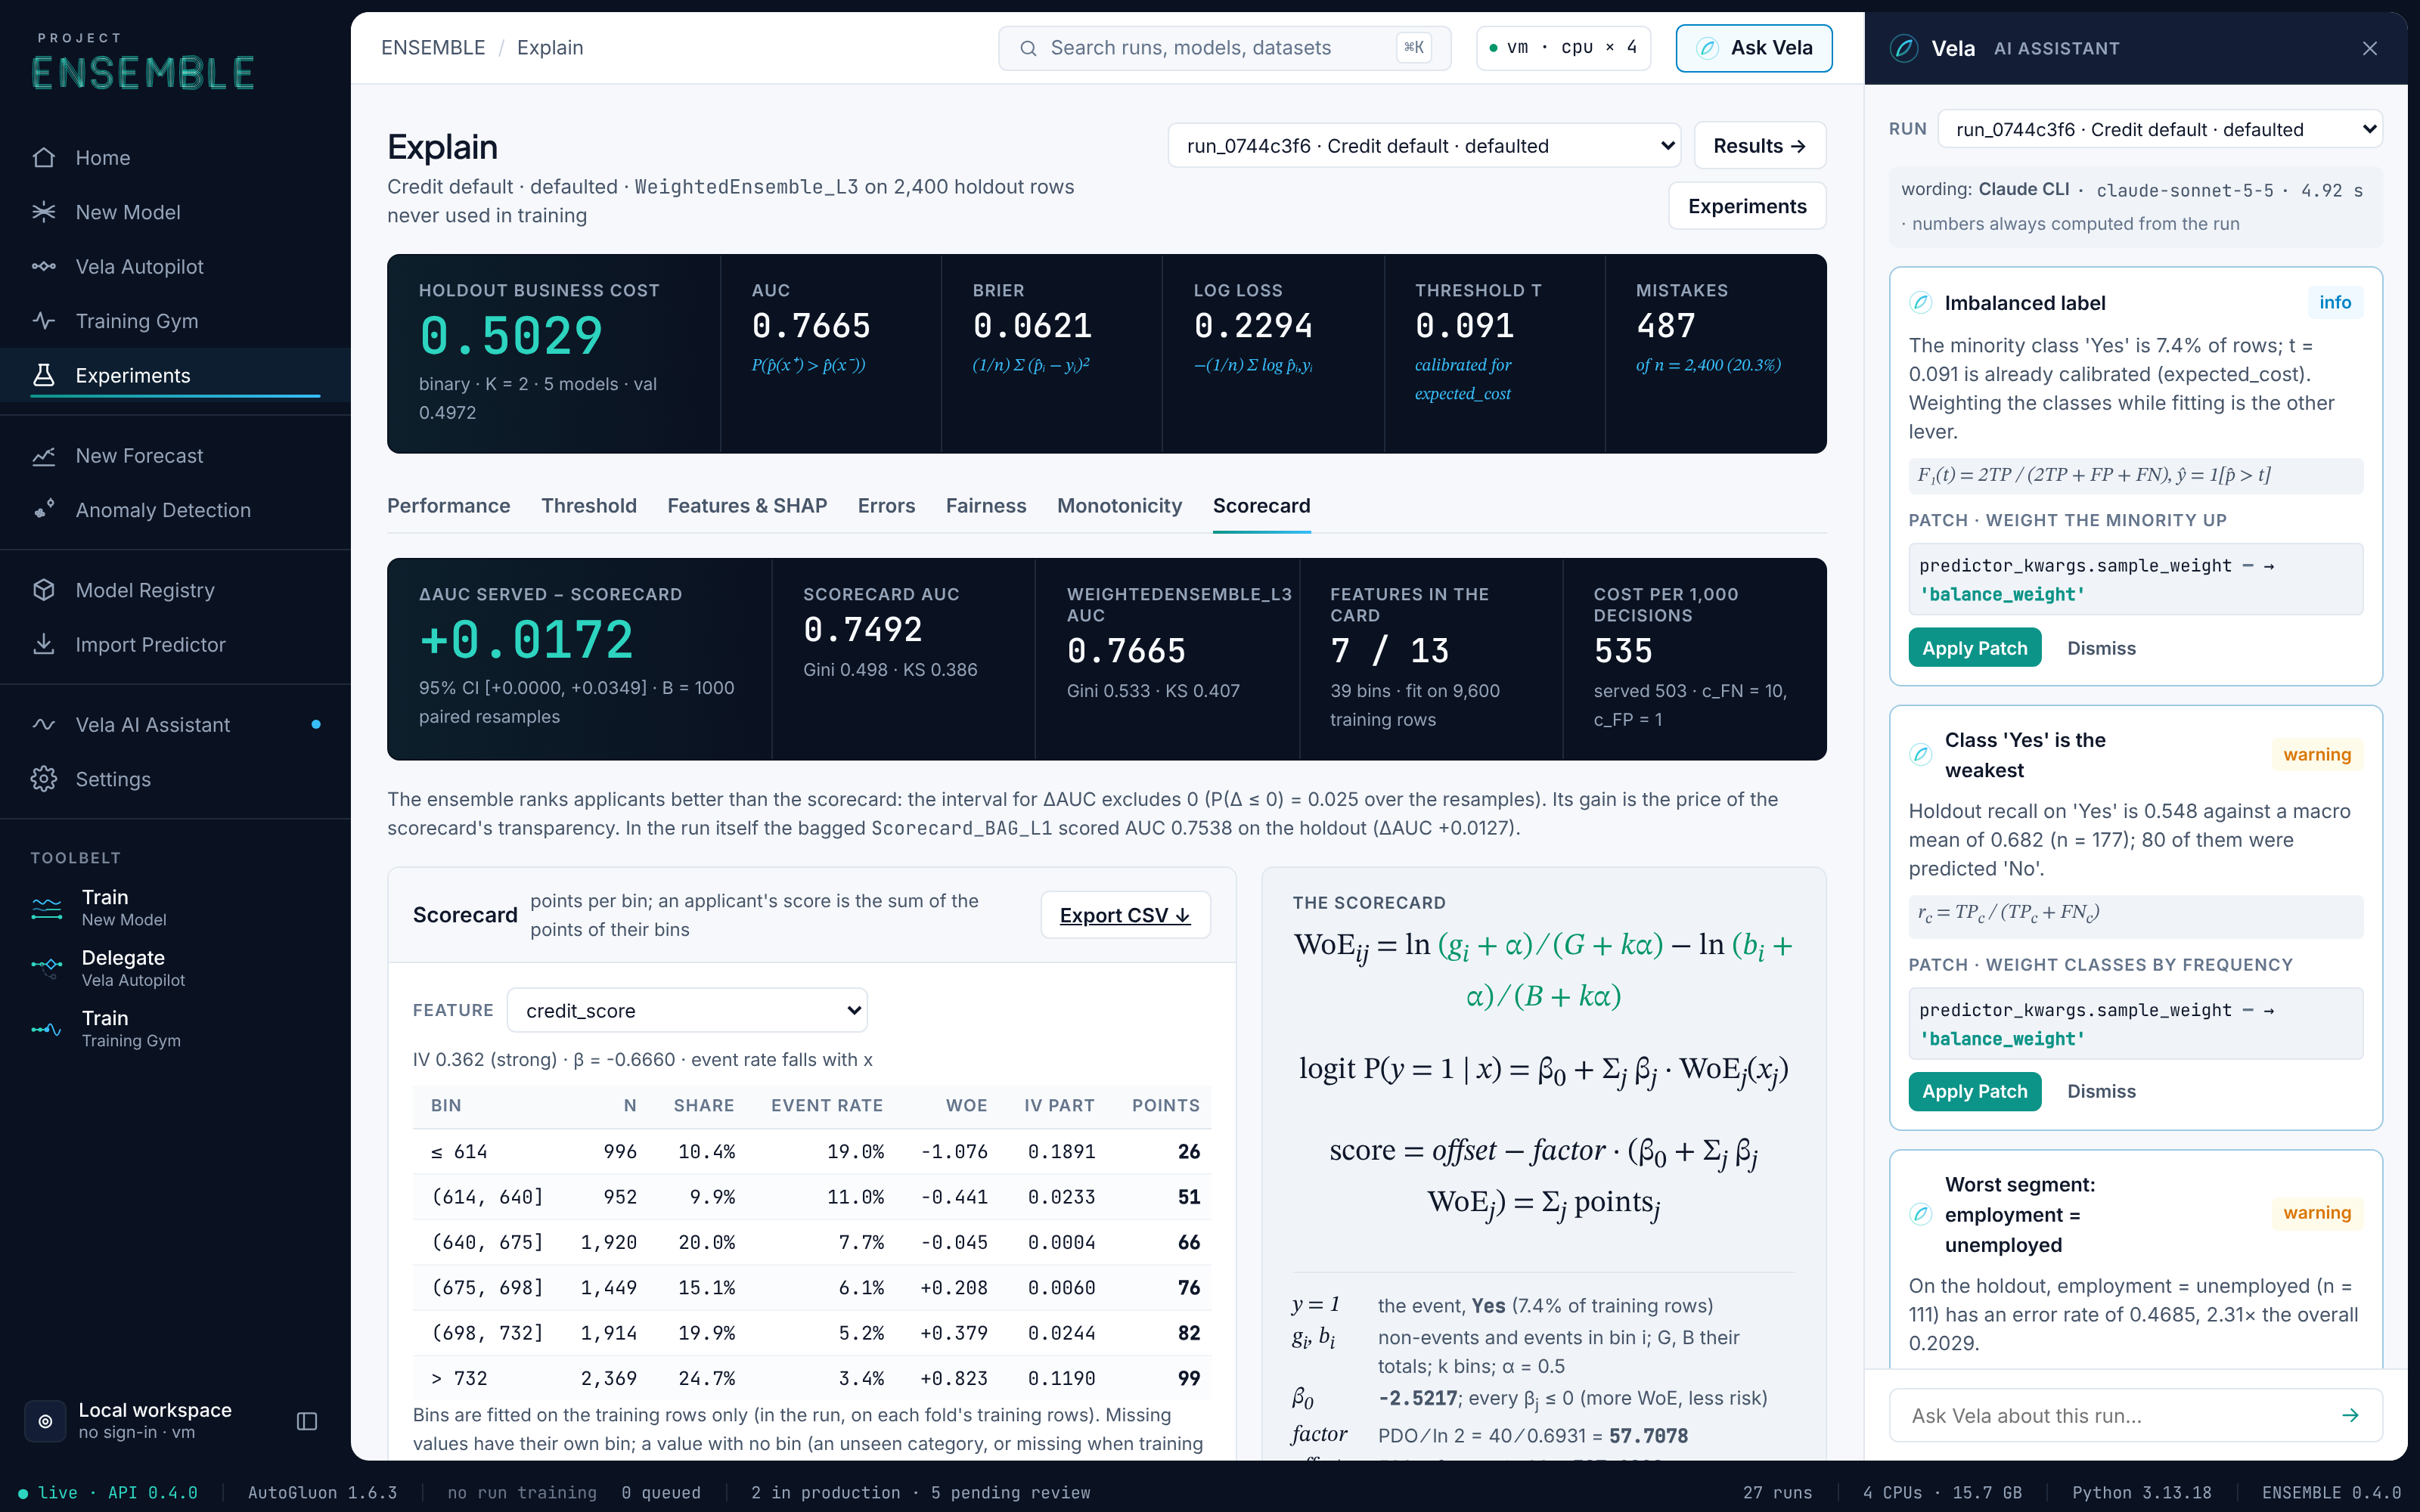 PROJECT
ENSEMBLE
Home
New Model
Vela Autopilot
Training Gym
Experiments
New Forecast
Anomaly Detection
Model Registry
Import Predictor
Vela AI Assistant
Settings
TOOLBELT
Train
New Model
Delegate
Vela Autopilot
Train
Training Gym
Local workspace
no sign-in · vm
ENSEMBLE / Explain
Search runs, models, datasets ⌘K
vm · cpu × 4
Ask Vela
Explain
Credit default · defaulted · WeightedEnsemble_L3 on 2,400 holdout rows
never used in training
run_0744c3f6 · Credit default · defaulted
Results →
Experiments
HOLDOUT BUSINESS COST
0.5029
binary · K = 2 · 5 models · val
0.4972
AUC
0.7665
P(p̂(x⁺) > p̂(x⁻))
BRIER
0.0621
(1/n) Σ (p̂ᵢ − yᵢ)²
LOG LOSS
0.2294
−(1/n) Σ log p̂ᵢ,yᵢ
THRESHOLD T
0.091
calibrated for
expected_cost
MISTAKES
487
of n = 2,400 (20.3%)
Performance Threshold Features & SHAP Errors Fairness Monotonicity Scorecard
ΔAUC SERVED − SCORECARD
+0.0172
95% CI [+0.0000, +0.0349] · B = 1000
paired resamples
SCORECARD AUC
0.7492
Gini 0.498 · KS 0.386
WEIGHTEDENSEMBLE_L3
AUC
0.7665
Gini 0.533 · KS 0.407
FEATURES IN THE
CARD
7 / 13
39 bins · fit on 9,600
training rows
COST PER 1,000
DECISIONS
535
served 503 · c_FN = 10,
c_FP = 1
The ensemble ranks applicants better than the scorecard: the interval for ΔAUC excludes 0 (P(Δ ≤ 0) = 0.025 over the resamples). Its gain is the price of the
scorecard's transparency. In the run itself the bagged Scorecard_BAG_L1 scored AUC 0.7538 on the holdout (ΔAUC +0.0127).
Scorecard
points per bin; an applicant's score is the sum of the
points of their bins
Export CSV ↓
FEATURE credit_score
IV 0.362 (strong) · β = -0.6660 · event rate falls with x
BIN N SHARE EVENT RATE WOE IV PART POINTS
≤ 614 996 10.4% 19.0% -1.076 0.1891 26
(614, 640] 952 9.9% 11.0% -0.441 0.0233 51
(640, 675] 1,920 20.0% 7.7% -0.045 0.0004 66
(675, 698] 1,449 15.1% 6.1% +0.208 0.0060 76
(698, 732] 1,914 19.9% 5.2% +0.379 0.0244 82
> 732 2,369 24.7% 3.4% +0.823 0.1190 99
Bins are fitted on the training rows only (in the run, on each fold's training rows). Missing
values have their own bin; a value with no bin (an unseen category, or missing when training
THE SCORECARD
WoEᵢⱼ = ln (gᵢ + α) / (G + kα) − ln (bᵢ +
α) / (B + kα)
logit P(y = 1 | x) = β₀ + Σⱼ βⱼ · WoEⱼ(xⱼ)
score = offset − factor · (β₀ + Σⱼ βⱼ
WoEⱼ) = Σⱼ pointsⱼ
y = 1 the event, Yes (7.4% of training rows)
gᵢ, bᵢ non-events and events in bin i; G, B their
totals; k bins; α = 0.5
β₀ -2.5217; every βⱼ ≤ 0 (more WoE, less risk)
factor PDO / ln 2 = 40 / 0.6931 = 57.7078
Vela AI ASSISTANT
RUN run_0744c3f6 · Credit default · defaulted
wording: Claude CLI · claude-sonnet-5-5 · 4.92 s
· numbers always computed from the run
Imbalanced label
info
The minority class 'Yes' is 7.4% of rows; t =
0.091 is already calibrated (expected_cost).
Weighting the classes while fitting is the other
lever.
F₁(t) = 2TP / (2TP + FP + FN), ŷ = 1[p̂ > t]
PATCH · WEIGHT THE MINORITY UP
predictor_kwargs.sample_weight — →
'balance_weight'
Apply Patch Dismiss
Class 'Yes' is the
weakest
warning
Holdout recall on 'Yes' is 0.548 against a macro
mean of 0.682 (n = 177); 80 of them were
predicted 'No'.
r_c = TP_c / (TP_c + FN_c)
PATCH · WEIGHT CLASSES BY FREQUENCY
predictor_kwargs.sample_weight — →
'balance_weight'
Apply Patch Dismiss
Worst segment:
employment =
unemployed
warning
On the holdout, employment = unemployed (n =
111) has an error rate of 0.4685, 2.31× the overall
0.2029.
Ask Vela about this run...
live · API 0.4.0 AutoGluon 1.6.3 no run training 0 queued 2 in production · 5 pending review 27 runs 4 CPUs · 15.7 GB Python 3.13.18 ENSEMBLE 0.4.0